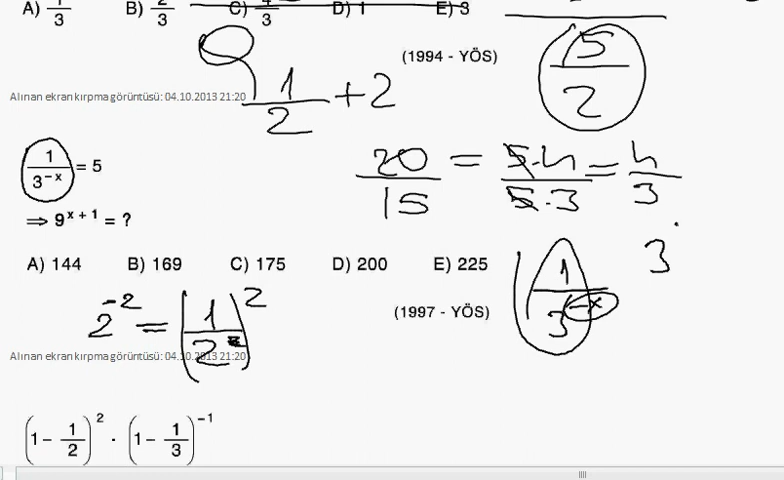 A) 1/3 B) 2/3 C) 4/3 D) 1 E) 3
5/2
(1994 - YÖS)
Alınan ekran kırpma görüntüsü: 04.10.2013 21:20
1/2 + 2
20/15 = 5·4/5·3 = 4/3
1/3^-x = 5
⇒ 9^x+1 = ?
A) 144 B) 169 C) 175 D) 200 E) 225
1/3^-x 3
2^-2 = (1/2)^2
(1997 - YÖS)
Alınan ekran kırpma görüntüsü: 04.10.2013 21:20
(1 - 1/2)^2 · (1 - 1/3)^-1